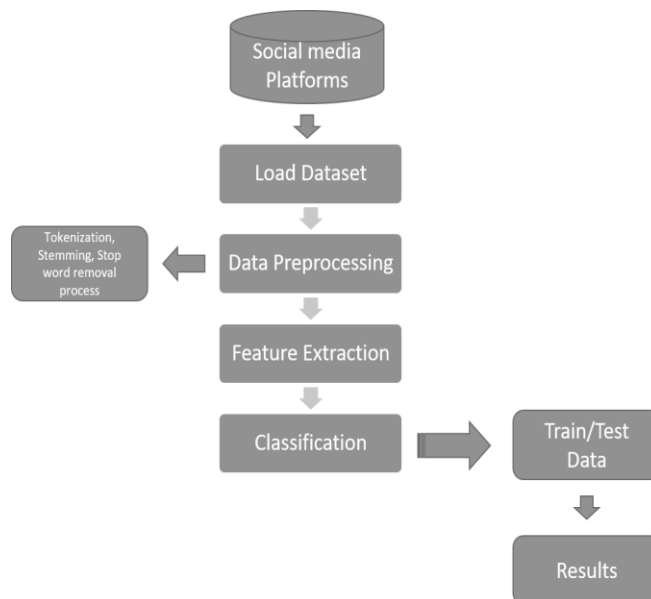 Social media
Platforms
Load Dataset
Tokenization,
Stemming, Stop
word removal
process
Data Preprocessing
Feature Extraction
Classification
Train/Test
Data
Results